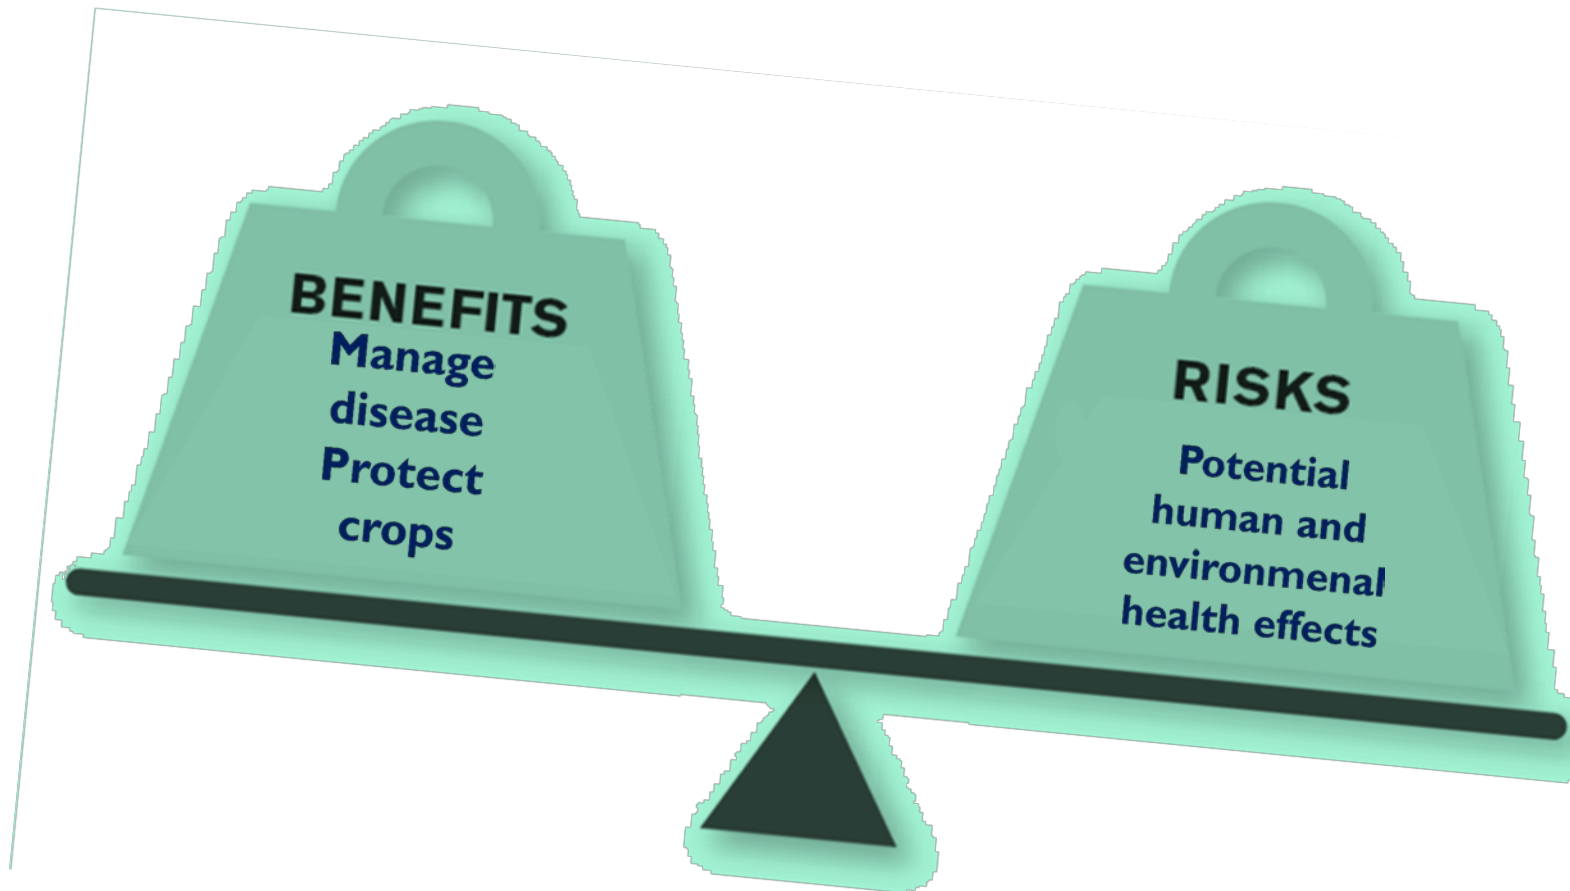 BENEFITS
Manage
disease
Protect
crops
RISKS
Potential
human and
environmenal
health effects